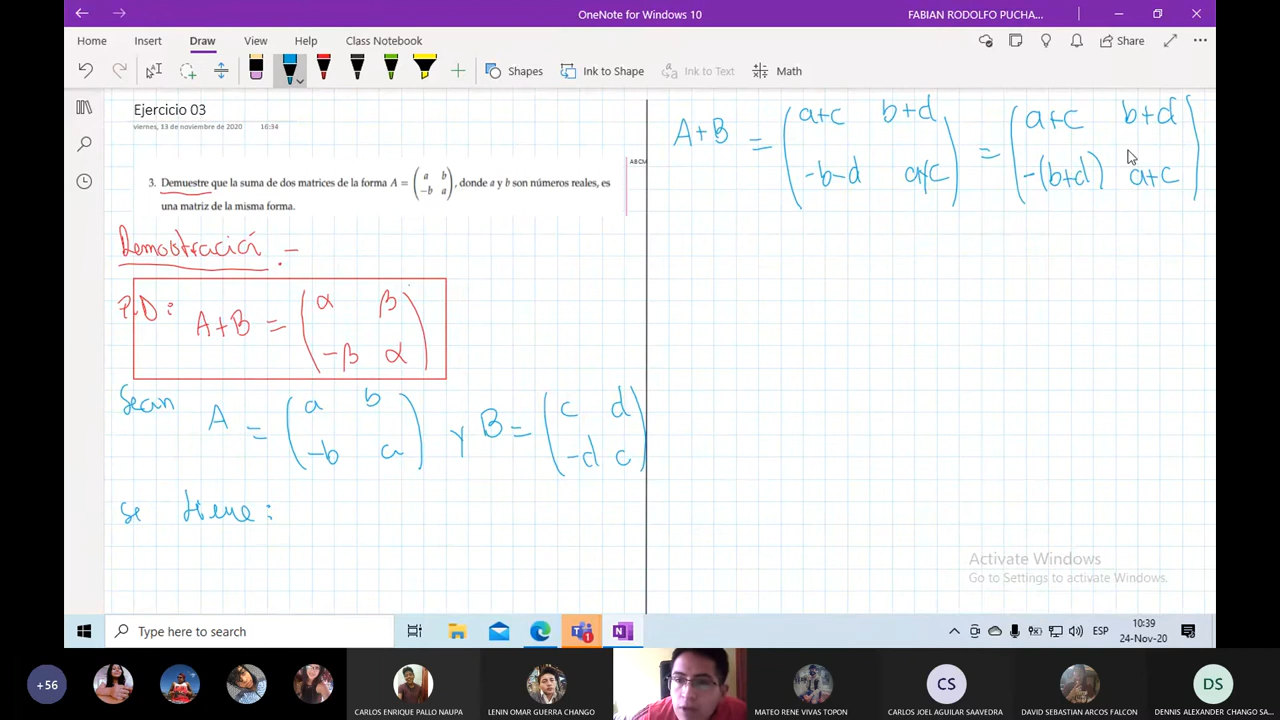 OneNote for Windows 10
FABIAN RODOLFO PUCHA...
Home Insert Draw View Help Class Notebook
Share
Shapes Ink to Shape Ink to Text Math
Ejercicio 03
viernes, 13 de noviembre de 2020 16:34
3. Demuestre que la suma de dos matrices de la forma A = ( a b -b a ), donde a y b son números reales, es
una matriz de la misma forma.
Demostración .-
P.D: A+B = ( α β
-β α )
Sean A = ( a b
-b a ) y B = ( c d
-d c )
se tiene:
A+B = ( a+c b+d
-b-d a+c ) = ( a+c b+d
-(b+d) a+c )
Activate Windows
Go to Settings to activate Windows.
Type here to search
ESP
10:39
24-Nov-20
+56
CARLOS ENRIQUE PALLO NAUPA
LENIN OMAR GUERRA CHANGO
MATEO RENE VIVAS TOPON
CS
CARLOS JOEL AGUILAR SAAVEDRA
DAVID SEBASTIAN ARCOS FALCON
DS
DENNIS ALEXANDER CHANGO SA...